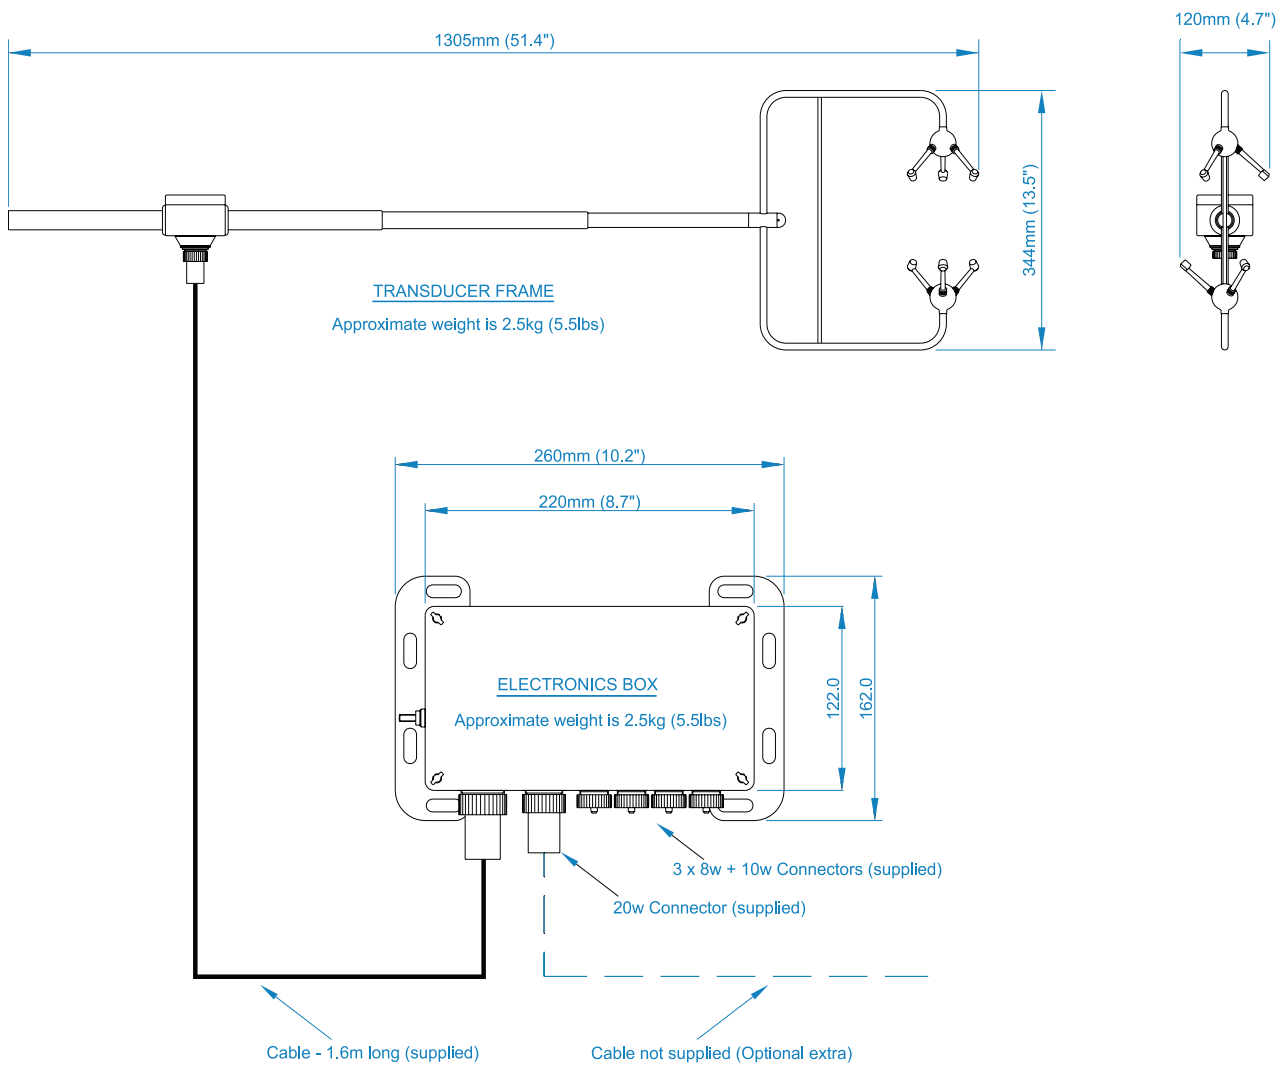 120mm (4.7")
1305mm (51.4")
344mm (13.5")
TRANSDUCER FRAME
Approximate weight is 2.5kg (5.5lbs)
260mm (10.2")
220mm (8.7")
ELECTRONICS BOX
Approximate weight is 2.5kg (5.5lbs)
122.0
162.0
3 x 8w + 10w Connectors (supplied)
20w Connector (supplied)
Cable - 1.6m long (supplied)
Cable not supplied (Optional extra)